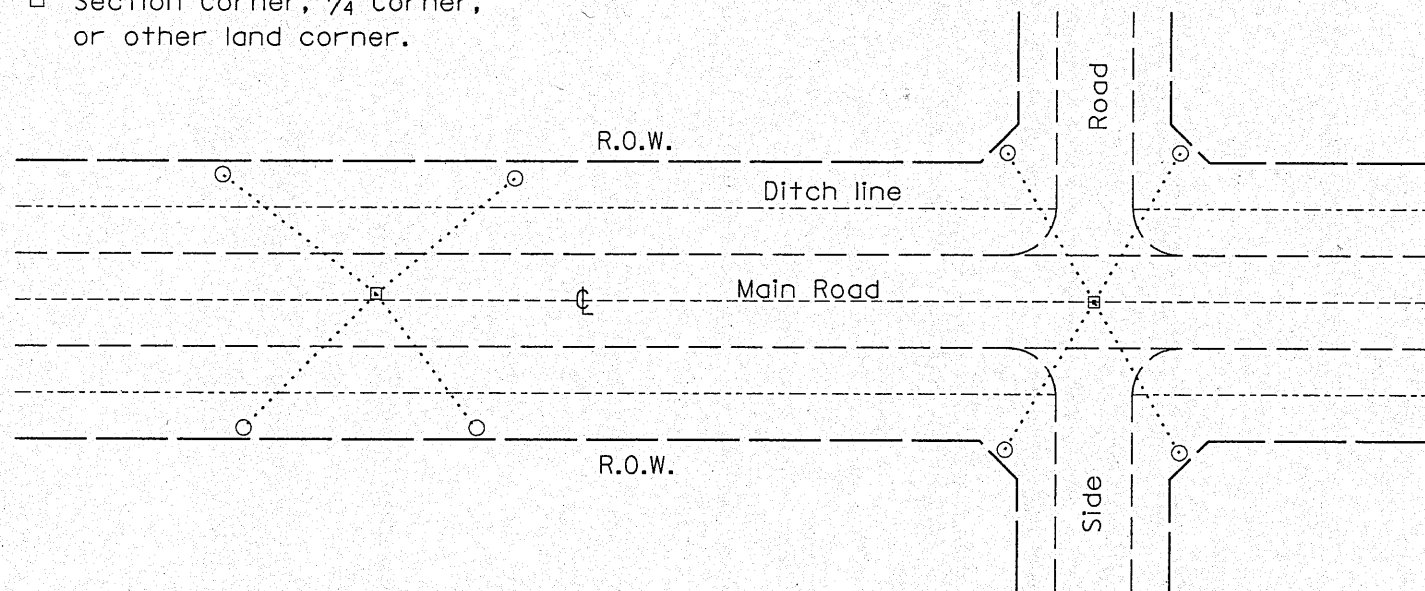 □ Section Corner, 1/4 Corner,
or other land corner.
Road
R.O.W.
Ditch line
℄
Main Road
R.O.W.
Side